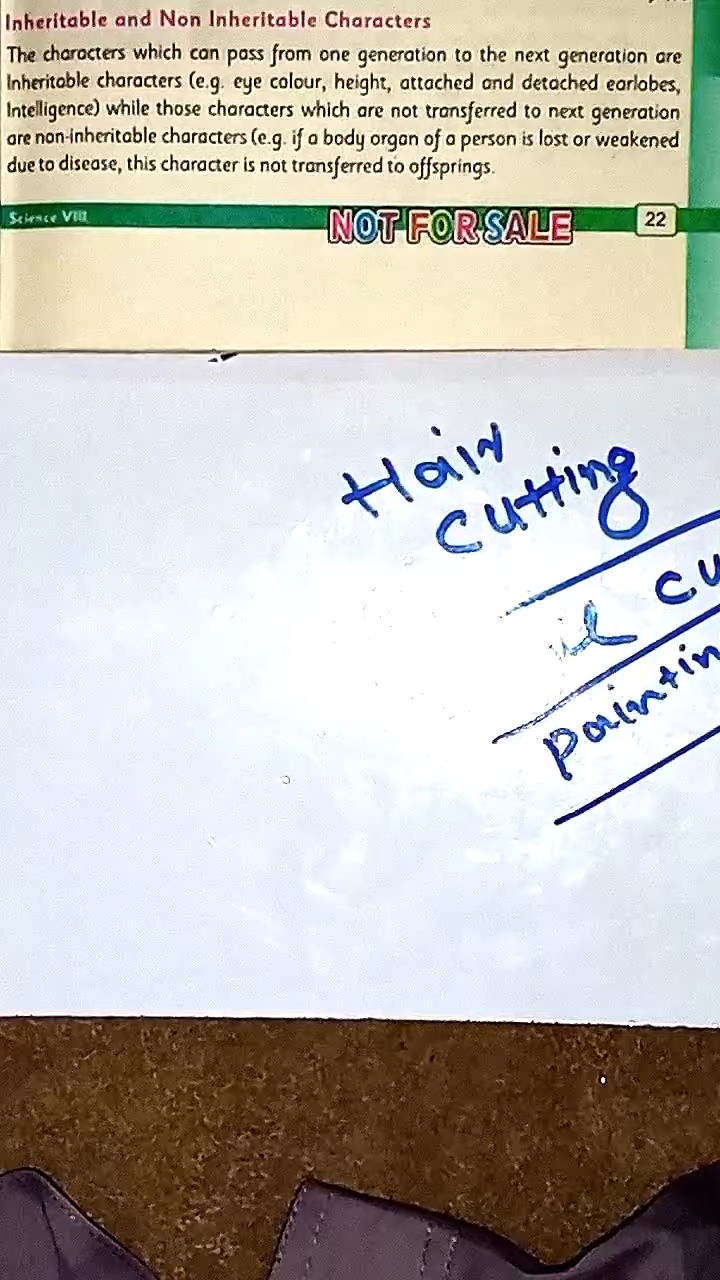 Inheritable and Non Inheritable Characters
The characters which can pass from one generation to the next generation are
Inheritable characters (e.g. eye colour, height, attached and detached earlobes,
Intelligence) while those characters which are not transferred to next generation
are non-inheritable characters (e.g. if a body organ of a person is lost or weakened
due to disease, this character is not transferred to offsprings.
Science VIII NOT FOR SALE 22
Hair
cutting
cu
paintin